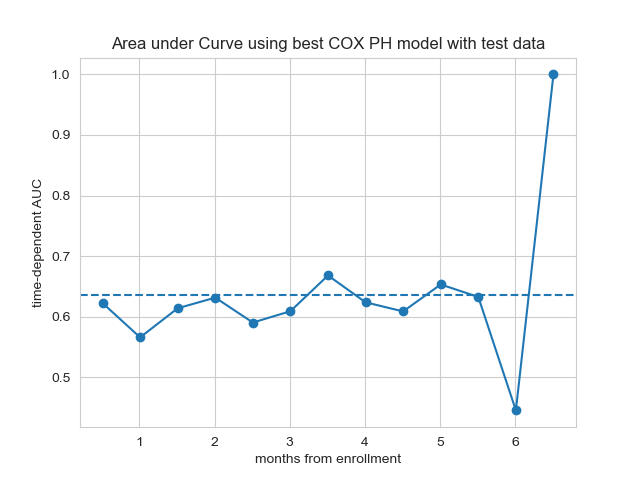 Area under Curve using best COX PH model with test data
time-dependent AUC
1.0
0.9
0.8
0.7
0.6
0.5
1 2 3 4 5 6
months from enrollment